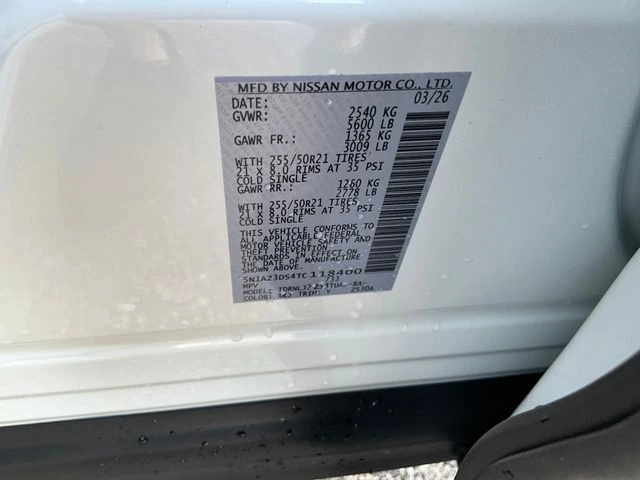 MFD BY NISSAN MOTOR CO., LTD.
DATE: 03/26
GVWR: 2540 KG
5600 LB
GAWR FR.: 1365 KG
3009 LB
WITH 255/50R21 TIRES
21 x 8.0 RIMS AT 35 PSI
COLD SINGLE
GAWR RR.: 1260 KG
2778 LB
WITH 255/50R21 TIRES
21 x 8.0 RIMS AT 35 PSI
COLD SINGLE
THIS VEHICLE CONFORMS TO
ALL APPLICABLE FEDERAL
MOTOR VEHICLE SAFETY AND
THEFT PREVENTION
STANDARDS IN EFFECT ON
THE DATE OF MANUFACTURE
SHOWN ABOVE.
5N1AZ3DS4TC118400
MPV
MODEL:
COLOR: TRIM: Y Z530A